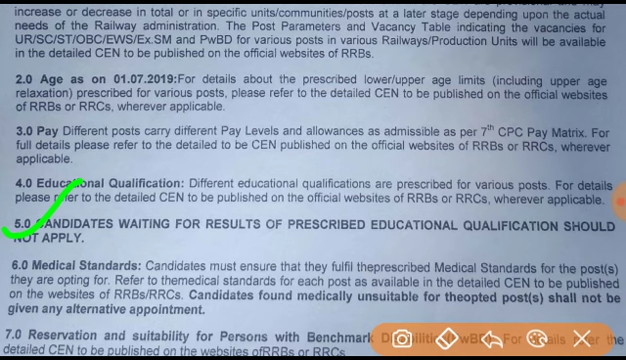 increase or decrease in total or in specific units/communities/posts at a later stage depending upon the actual
needs of the Railway administration. The Post Parameters and Vacancy Table indicating the vacancies for
UR/SC/ST/OBC/EWS/Ex.SM and PwBD for various posts in various Railways/Production Units will be available
in the detailed CEN to be published on the official websites of RRBs.
2.0 Age as on 01.07.2019:For details about the prescribed lower/upper age limits (including upper age
relaxation) prescribed for various posts, please refer to the detailed CEN to be published on the official websites
of RRBs or RRCs, wherever applicable.
3.0 Pay Different posts carry different Pay Levels and allowances as admissible as per 7th CPC Pay Matrix. For
full details please refer to the detailed to be CEN published on the official websites of RRBs or RRCs, wherever
applicable.
4.0 Educational Qualification: Different educational qualifications are prescribed for various posts. For details
please refer to the detailed CEN to be published on the official websites of RRBs or RRCs, wherever applicable.
5.0 CANDIDATES WAITING FOR RESULTS OF PRESCRIBED EDUCATIONAL QUALIFICATION SHOULD
NOT APPLY.
6.0 Medical Standards: Candidates must ensure that they fulfil theprescribed Medical Standards for the post(s)
they are opting for. Refer to themedical standards for each post as available in the detailed CEN to be published
on the websites of RRBs/RRCs. Candidates found medically unsuitable for theopted post(s) shall not be
given any alternative appointment.
7.0 Reservation and suitability for Persons with Benchmark For the
detailed CEN to be published on the websites ofRRBs or RRCs.